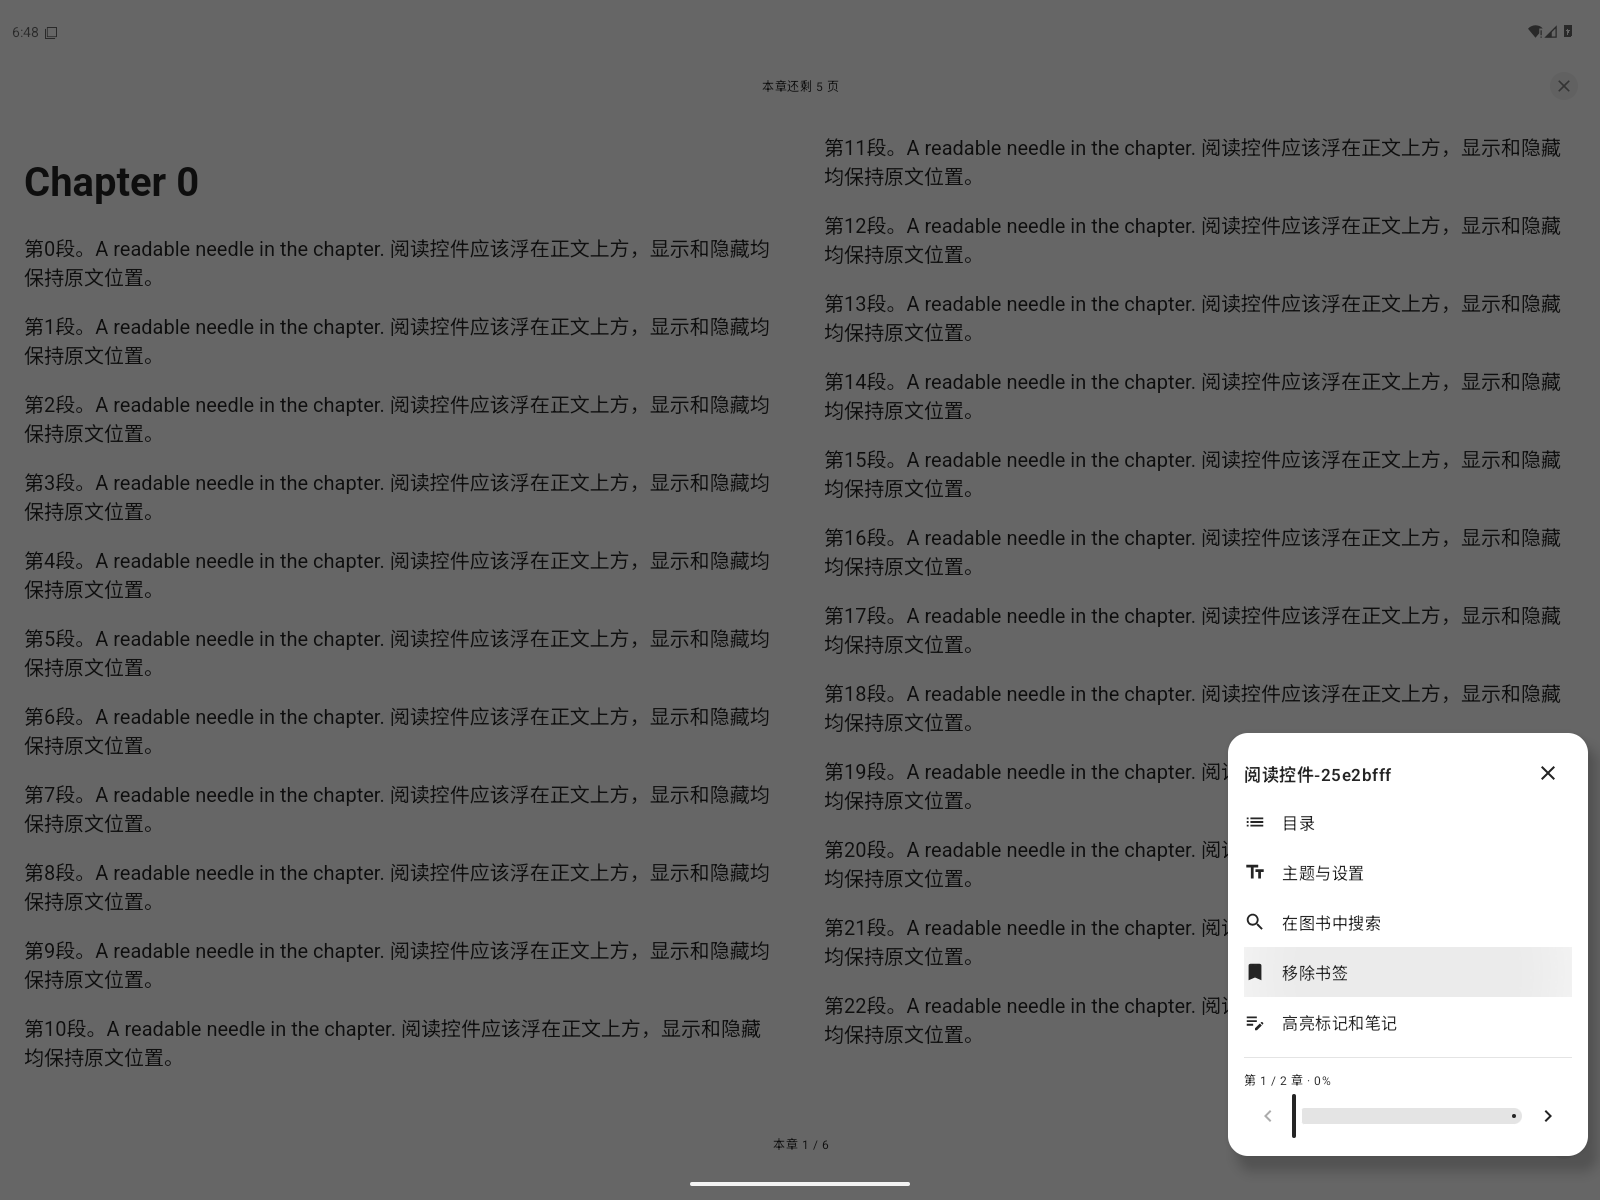 6:48
本章还剩 5 页
Chapter 0
第0段。A readable needle in the chapter. 阅读控件应该浮在正文上方，显示和隐藏均
保持原文位置。
第1段。A readable needle in the chapter. 阅读控件应该浮在正文上方，显示和隐藏均
保持原文位置。
第2段。A readable needle in the chapter. 阅读控件应该浮在正文上方，显示和隐藏均
保持原文位置。
第3段。A readable needle in the chapter. 阅读控件应该浮在正文上方，显示和隐藏均
保持原文位置。
第4段。A readable needle in the chapter. 阅读控件应该浮在正文上方，显示和隐藏均
保持原文位置。
第5段。A readable needle in the chapter. 阅读控件应该浮在正文上方，显示和隐藏均
保持原文位置。
第6段。A readable needle in the chapter. 阅读控件应该浮在正文上方，显示和隐藏均
保持原文位置。
第7段。A readable needle in the chapter. 阅读控件应该浮在正文上方，显示和隐藏均
保持原文位置。
第8段。A readable needle in the chapter. 阅读控件应该浮在正文上方，显示和隐藏均
保持原文位置。
第9段。A readable needle in the chapter. 阅读控件应该浮在正文上方，显示和隐藏均
保持原文位置。
第10段。A readable needle in the chapter. 阅读控件应该浮在正文上方，显示和隐藏
均保持原文位置。
第11段。A readable needle in the chapter. 阅读控件应该浮在正文上方，显示和隐藏
均保持原文位置。
第12段。A readable needle in the chapter. 阅读控件应该浮在正文上方，显示和隐藏
均保持原文位置。
第13段。A readable needle in the chapter. 阅读控件应该浮在正文上方，显示和隐藏
均保持原文位置。
第14段。A readable needle in the chapter. 阅读控件应该浮在正文上方，显示和隐藏
均保持原文位置。
第15段。A readable needle in the chapter. 阅读控件应该浮在正文上方，显示和隐藏
均保持原文位置。
第16段。A readable needle in the chapter. 阅读控件应该浮在正文上方，显示和隐藏
均保持原文位置。
第17段。A readable needle in the chapter. 阅读控件应该浮在正文上方，显示和隐藏
均保持原文位置。
第18段。A readable needle in the chapter. 阅读控件应该浮在正文上方，显示和隐藏
均保持原文位置。
第19段。A readable needle in the chapter. 阅
均保持原文位置。
第20段。A readable needle in the chapter. 阅
均保持原文位置。
第21段。A readable needle in the chapter. 阅
均保持原文位置。
第22段。A readable needle in the chapter. 阅
均保持原文位置。
本章 1 / 6
阅读控件-25e2bfff
目录
主题与设置
在图书中搜索
移除书签
高亮标记和笔记
第 1 / 2 章 · 0%